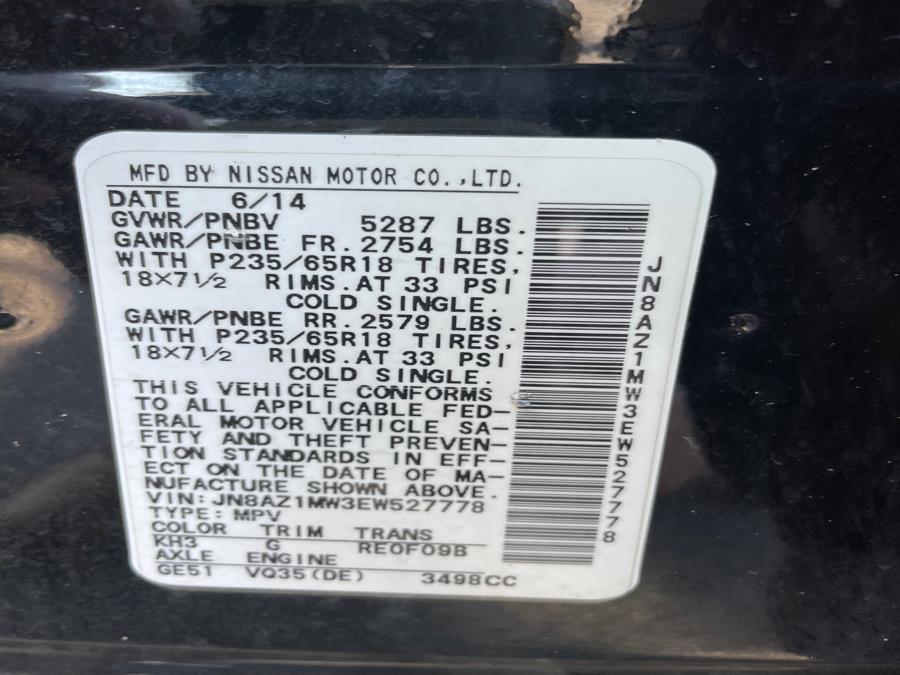 MFD BY NISSAN MOTOR CO.,LTD.
DATE 6/14
GVWR/PNBV 5287 LBS.
GAWR/PNBE FR. 2754 LBS.
WITH P235/65R18 TIRES,
18×7 1/2 RIMS. AT 33 PSI
COLD SINGLE.
GAWR/PNBE RR. 2579 LBS.
WITH P235/65R18 TIRES,
18×7 1/2 RIMS. AT 33 PSI
COLD SINGLE.
THIS VEHICLE CONFORMS
TO ALL APPLICABLE FED-
ERAL MOTOR VEHICLE SA-
FETY AND THEFT PREVEN-
TION STANDARDS IN EFF-
ECT ON THE DATE OF MA-
NUFACTURE SHOWN ABOVE.
VIN: JN8AZ1MW3EW527778
TYPE: MPV
COLOR TRIM TRANS
KH3 G RE0F09B
AXLE ENGINE
GE51 VQ35(DE) 3498CC
JN8AZ1MW3EW527778